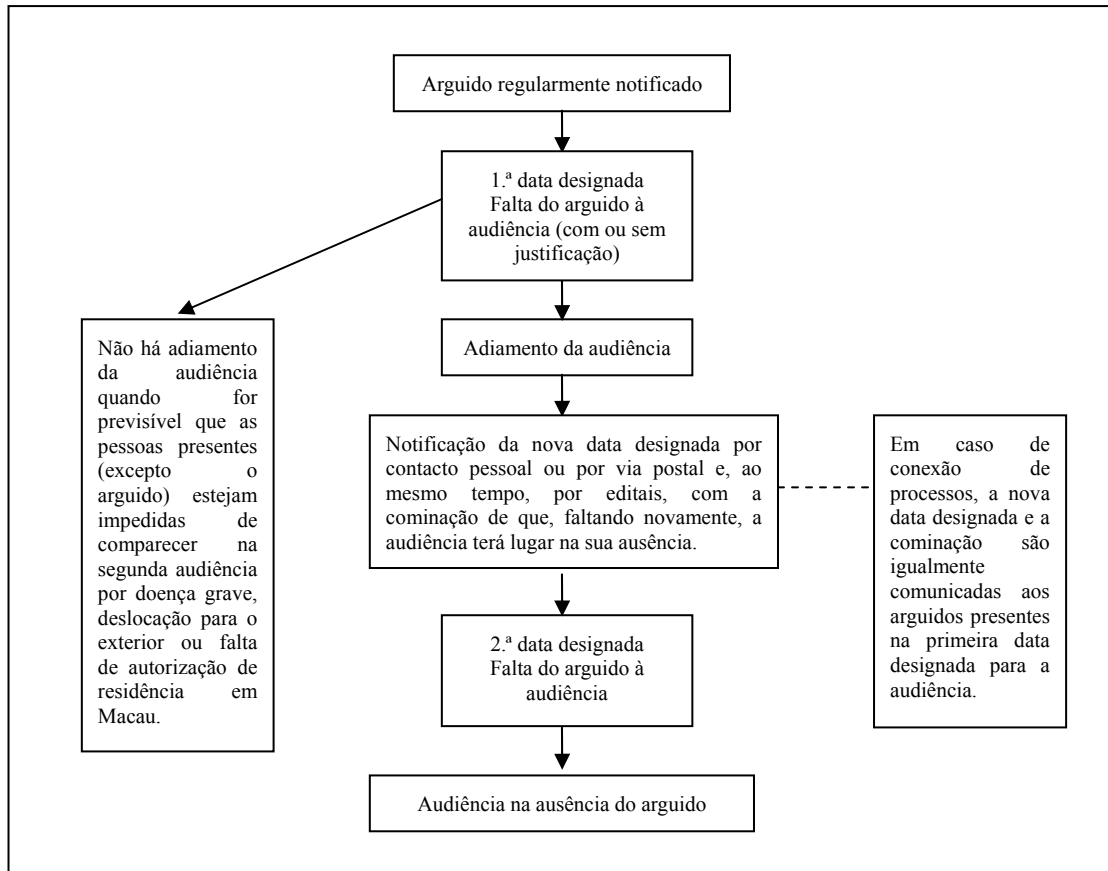 Arguido regularmente notificado
1.ª data designada
Falta do arguido à
audiência (com ou sem
justificação)
Não há adiamento
da audiência
quando for
previsível que as
pessoas presentes
(excepto o
arguido) estejam
impedidas de
comparecer na
segunda audiência
por doença grave,
deslocação para o
exterior ou falta
de autorização de
residência em
Macau.
Adiamento da audiência
Notificação da nova data designada por
contacto pessoal ou por via postal e, ao
mesmo tempo, por editais, com a
cominação de que, faltando novamente, a
audiência terá lugar na sua ausência.
Em caso de
conexão de
processos, a nova
data designada e a
cominação são
igualmente
comunicadas aos
arguidos presentes
na primeira data
designada para a
audiência.
2.ª data designada
Falta do arguido à
audiência
Audiência na ausência do arguido